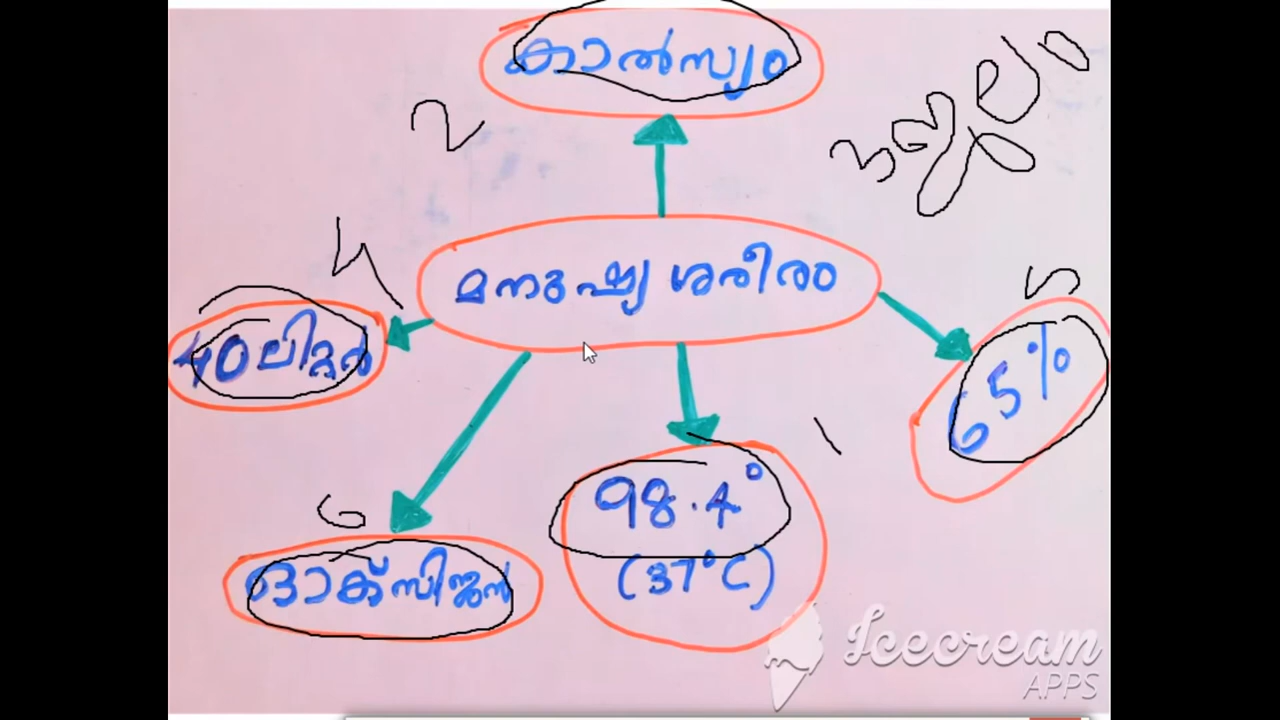 കാൽസ്യം
2
3
മനുഷ്യ ശരീരം
4
5
40 ലിറ്റർ
65%
98.4°
(37°C)
1
6
ഓക്സിജൻ
Icecream
APPS